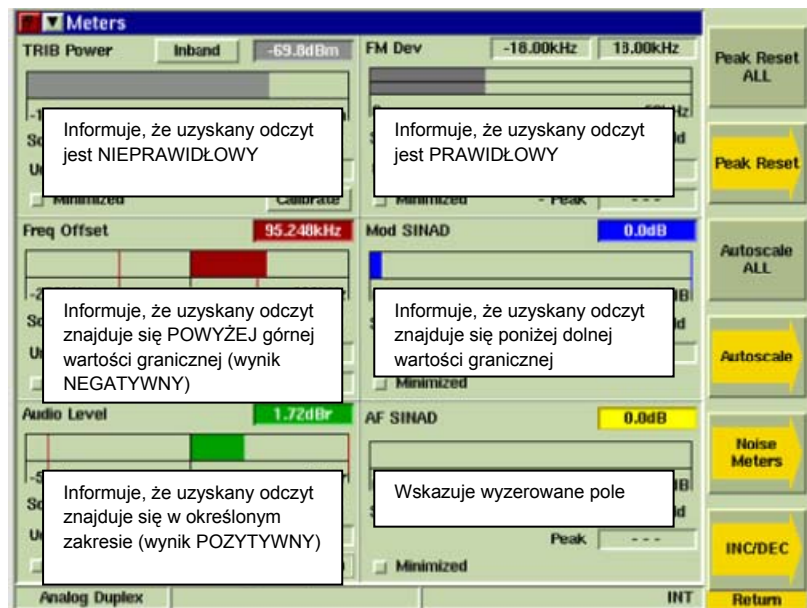 Meters
TRIB Power Inband -69.8dBm
Informuje, że uzyskany odczyt
jest NIEPRAWIDŁOWY
Minimized Calibrate
FM Dev -18.00kHz 18.00kHz
Informuje, że uzyskany odczyt
jest PRAWIDŁOWY
Minimized - Peak - - -
Freq Offset 95.248kHz
Informuje, że uzyskany odczyt
znajduje się POWYŻEJ górnej
wartości granicznej (wynik
NEGATYWNY)
Mod SINAD 0.0dB
Informuje, że uzyskany odczyt
znajduje się poniżej dolnej
wartości granicznej
Minimized
Audio Level 1.72dBr
Informuje, że uzyskany odczyt
znajduje się w określonym
zakresie (wynik POZYTYWNY)
AF SINAD 0.0dB
Wskazuje wyzerowane pole
Peak - - -
Minimized
Peak Reset
ALL
Peak Reset
Autoscale
ALL
Autoscale
Noise
Meters
INC/DEC
Analog Duplex INT Return